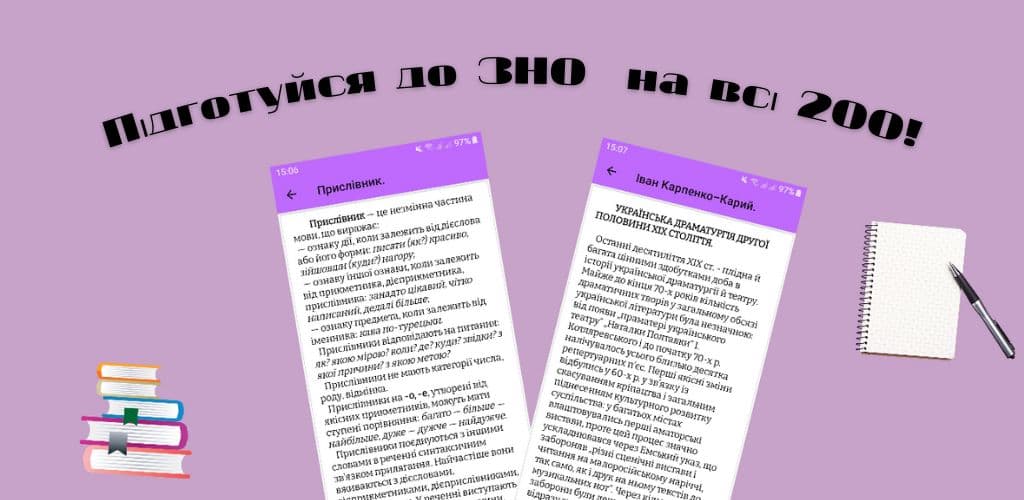 Підготуйся до ЗНО на всі 200!
15:06
97%
Прислівник.
Прислівник – це незмінна частина
мови, що виражає:
– ознаку дії, коли залежить від дієслова
або його форми: писати (як?) красиво,
зійшовши (куди?) нагору;
– ознаку іншої ознаки, коли залежить
від прикметника, дієприкметника,
прислівника: занадто цікавий, чітко
написаний, дедалі більше;
– ознаку предмета, коли залежить від
іменника: кава по-турецьки.
Прислівники відповідають на питання:
як? якою мірою? коли? де? куди? звідки? з
якої причини? з якою метою?
Прислівники не мають категорії числа,
роду, відмінка.
Прислівники на -о, -е, утворені від
якісних прикметників, можуть мати
ступені порівняння: багато – більше –
найбільше, дуже – дужче – найдужче.
Прислівники поєднуються з іншими
словами в реченні синтаксичним
зв'язком прилягання. Найчастіше вони
вживаються з дієсловами,
прикметниками, дієприслівниками,
У реченні виступають
15:07
97%
Іван Карпенко-Карий.
УКРАЇНСЬКА ДРАМАТУРГІЯ ДРУГОЇ
ПОЛОВИНИ XIX СТОЛІТТЯ.
Останні десятиліття XIX ст. - плідна й
багата цінними здобутками доба в
історії української драматургії й театру.
Майже до кінця 70-х років кількість
драматичних творів у загальному обсязі
української літератури була незначною:
від появи „праматері українського
театру" „Наталки Полтавки" І.
Котляревського і до початку 70-х р.
налічувалось усього близько десятка
репертуарних п'єс. Перші якісні зміни
відбулись у 60-х р. у зв'язку із
скасуванням кріпацтва і загальним
піднесенням культурного розвитку
суспільства: у багатьох містах
влаштовувались перші аматорські
вистави, проте цей процес значно
ускладнювався через Емський указ, що
забороняв „різні сценічні вистави і
читання на малоросійському наріччі,
так само, як і друк на ньому текстів до
музикальних нот". Через
заборони були